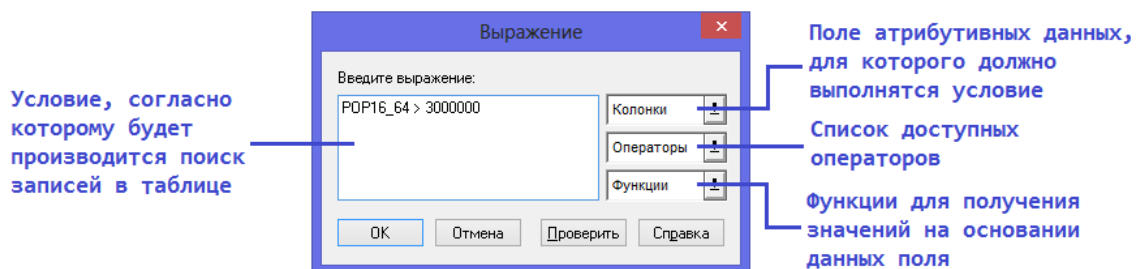 Условие, согласно
которому будет
производится поиск
записей в таблице
Выражение
Введите выражение:
POP16_64 > 3000000
Колонки
Операторы
Функции
OK
Отмена
Проверить
Справка
Поле атрибутивных данных,
для которого должно
выполнятся условие
Список доступных
операторов
Функции для получения
значений на основании
данных поля